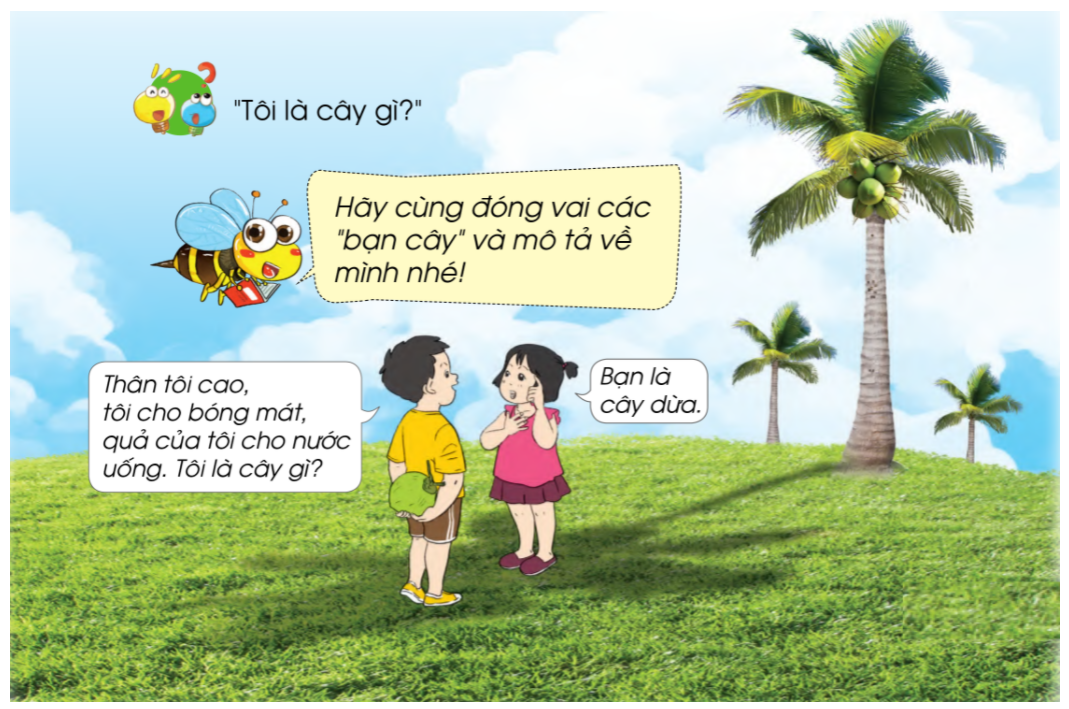 "Tôi là cây gì?"
Hãy cùng đóng vai các
"bạn cây" và mô tả về
mình nhé!
Thân tôi cao,
tôi cho bóng mát,
quả của tôi cho nước
uống. Tôi là cây gì?
Bạn là
cây dừa.